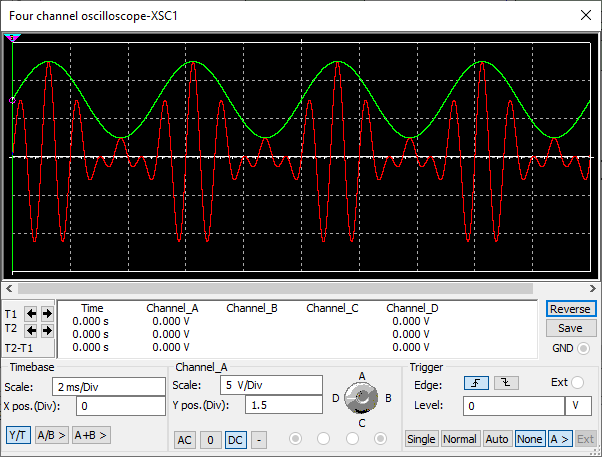 Four channel oscilloscope-XSC1
Time Channel_A Channel_B Channel_C Channel_D
T1 0.000 s 0.000 V 0.000 V
T2 0.000 s 0.000 V 0.000 V
T2-T1 0.000 s 0.000 V 0.000 V
Reverse
Save
GND
Timebase
Scale: 2 ms/Div
X pos.(Div): 0
Y/T A/B > A+B >
Channel_A
Scale: 5 V/Div
Y pos.(Div): 1.5
AC 0 DC -
A
D B
C
Trigger
Edge: Ext
Level: 0 V
Single Normal Auto None A > Ext